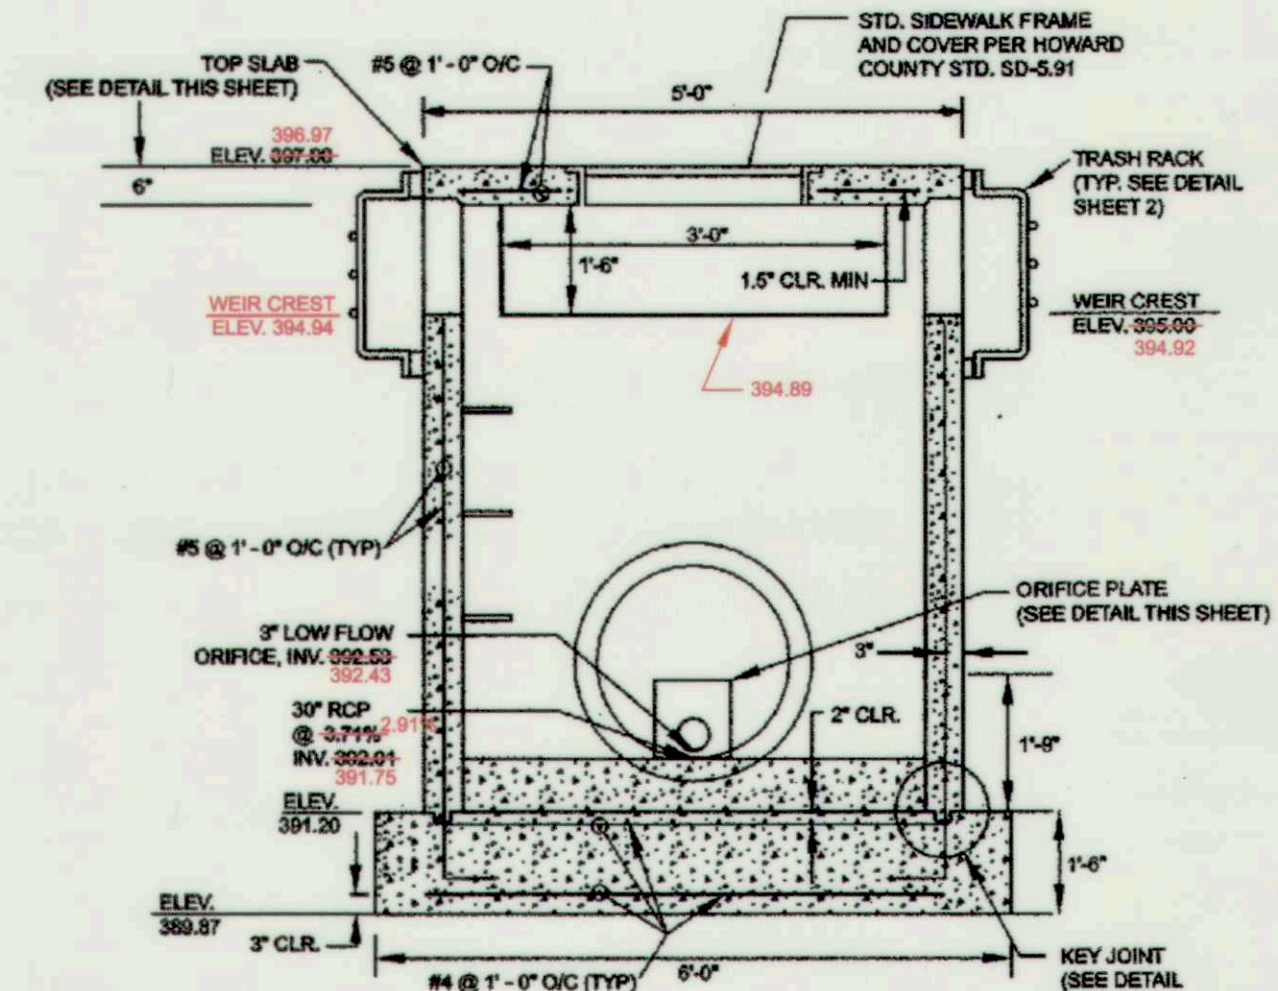 STD. SIDEWALK FRAME
AND COVER PER HOWARD
COUNTY STD. SD-5.91
TOP SLAB
(SEE DETAIL THIS SHEET)
#5 @ 1' - 0" O/C
5'-0"
396.97
ELEV. 397.00
6"
TRASH RACK
(TYP. SEE DETAIL
SHEET 2)
3'-0"
1'-6"
1.5" CLR. MIN
WEIR CREST
ELEV. 394.94
WEIR CREST
ELEV. 395.00
394.92
394.89
#5 @ 1' - 0" O/C (TYP)
ORIFICE PLATE
(SEE DETAIL THIS SHEET)
3" LOW FLOW
ORIFICE, INV. 392.50
392.43
3"
30" RCP
@ 3.71% 2.91%
INV. 392.01
391.75
2" CLR.
1'-9"
ELEV.
391.20
1'-6"
ELEV.
389.87
3" CLR.
#4 @ 1' - 0" O/C (TYP)
6'-0"
KEY JOINT
(SEE DETAIL